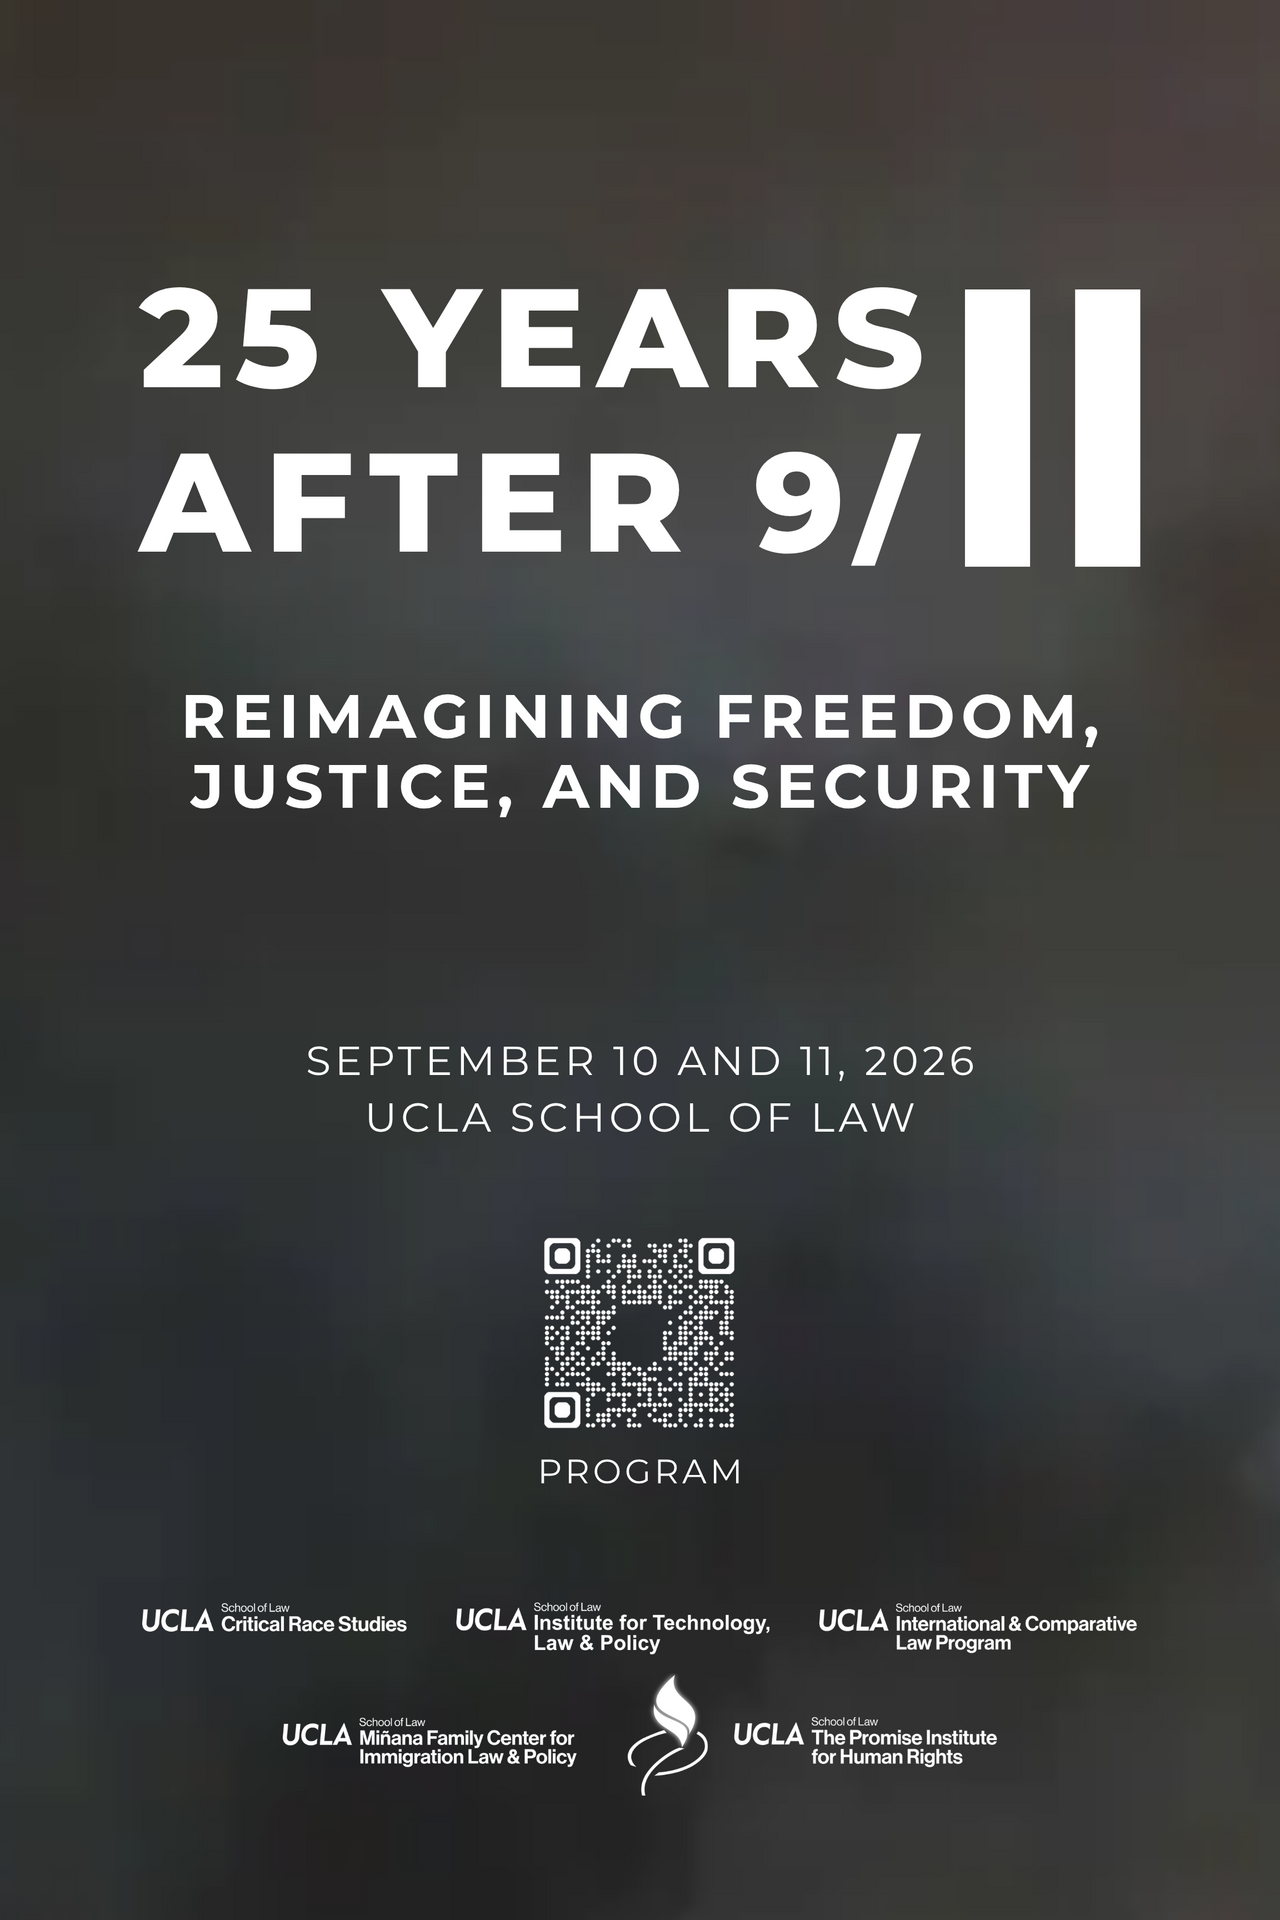 25 YEARS
AFTER 9/11
REIMAGINING FREEDOM,
JUSTICE, AND SECURITY
SEPTEMBER 10 AND 11, 2026
UCLA SCHOOL OF LAW
PROGRAM
UCLA School of Law
Critical Race Studies
UCLA School of Law
Institute for Technology,
Law & Policy
UCLA School of Law
International & Comparative
Law Program
UCLA School of Law
Miñana Family Center for
Immigration Law & Policy
UCLA School of Law
The Promise Institute
for Human Rights